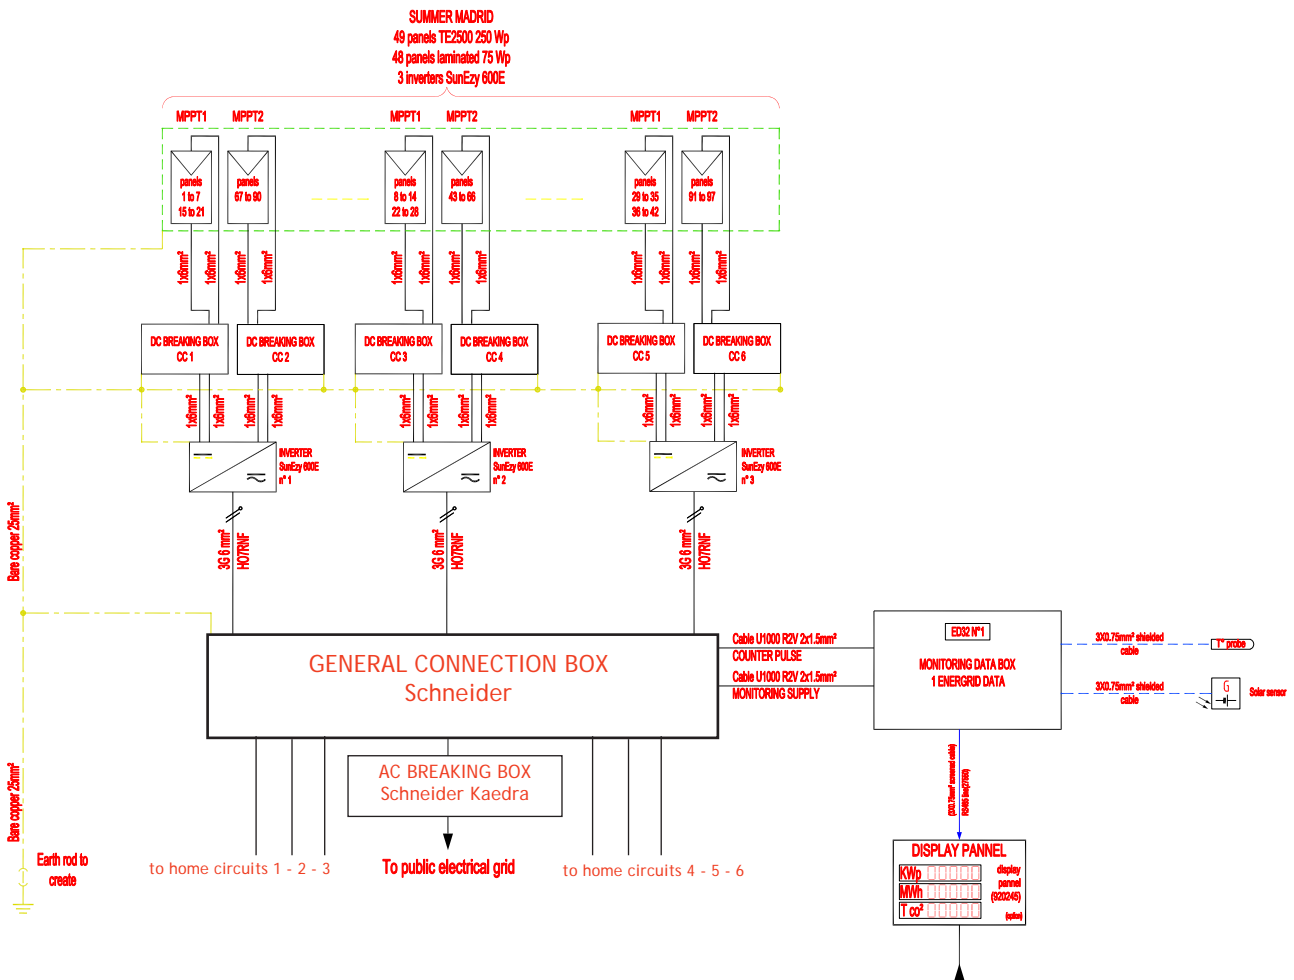 SUMMER MADRID
49 panels TE2500 250 Wp
48 panels laminated 75 Wp
3 inverters SunEzy 600E
MPPT1 MPPT2 MPPT1 MPPT2 MPPT1 MPPT2
panels
1 to 7
15 to 21
67 to 90
panels
8 to 14
22 to 28
43 to 66
panels
29 to 35
36 to 42
91 to 97
1x6mm² 1x6mm² 1x6mm² 1x6mm² 1x6mm² 1x6mm² 1x6mm² 1x6mm² 1x6mm² 1x6mm² 1x6mm² 1x6mm²
DC BREAKING BOX
CC 1
DC BREAKING BOX
CC 2
DC BREAKING BOX
CC 3
DC BREAKING BOX
CC 4
DC BREAKING BOX
CC 5
DC BREAKING BOX
CC 6
1x6mm² 1x6mm² 1x6mm² 1x6mm² 1x6mm² 1x6mm² 1x6mm² 1x6mm² 1x6mm² 1x6mm² 1x6mm² 1x6mm²
INVERTER
SunEzy 600E
n° 1
INVERTER
SunEzy 600E
n° 2
INVERTER
SunEzy 600E
n° 3
Bare copper 25mm²
3G 6 mm²
HO7RNF
3G 6 mm²
HO7RNF
3G 6 mm²
HO7RNF
GENERAL CONNECTION BOX
Schneider
Cable U1000 R2V 2x1.5mm²
COUNTER PULSE
Cable U1000 R2V 2x1.5mm²
MONITORING SUPPLY
ED32 N°1
MONITORING DATA BOX
1 ENERGRID DATA
3X0.75mm² shielded
cable
T° probe
3X0.75mm² shielded
cable
G
Solar sensor
Bare copper 25mm²
AC BREAKING BOX
Schneider Kaedra
(3X0.75mm² screened cable)
Earth rod to
create
to home circuits 1 - 2 - 3
To public electrical grid
to home circuits 4 - 5 - 6
DISPLAY PANNEL
KWp
MWh
T co²
display
pannel
(920245)
(option)